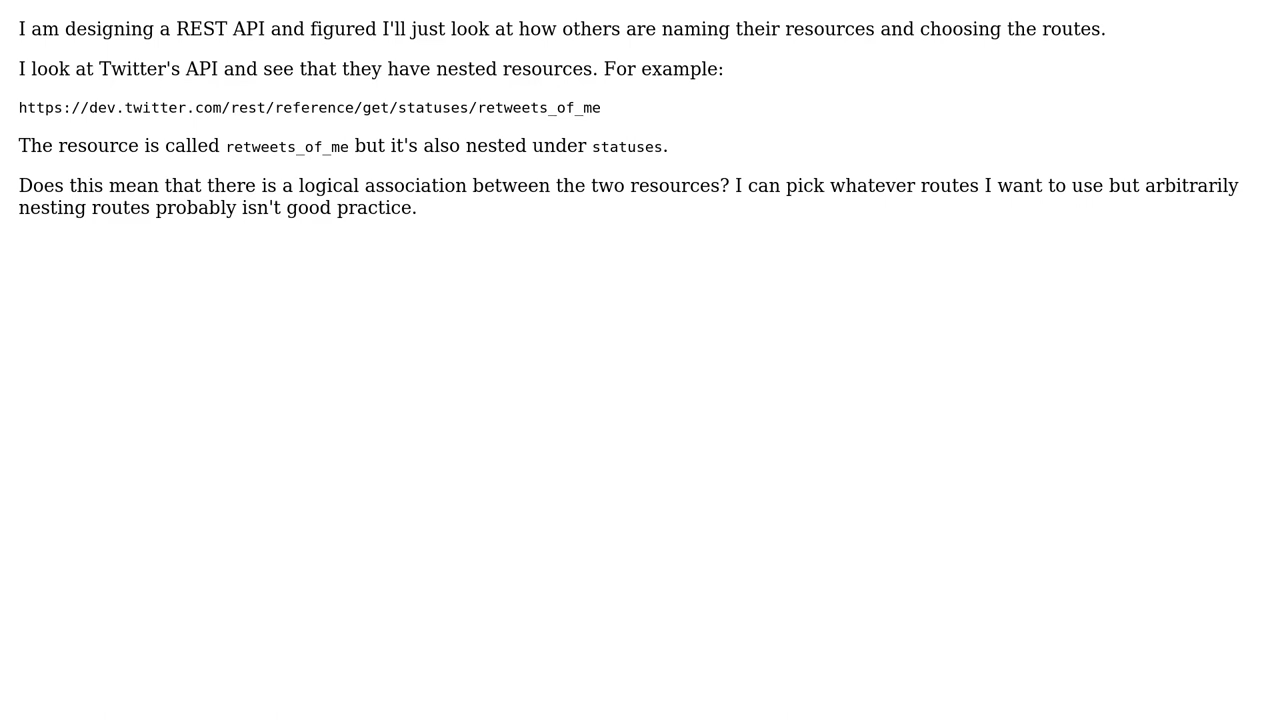 I am designing a REST API and figured I'll just look at how others are naming their resources and choosing the routes.
I look at Twitter's API and see that they have nested resources. For example:
https://dev.twitter.com/rest/reference/get/statuses/retweets_of_me
The resource is called retweets_of_me but it's also nested under statuses.
Does this mean that there is a logical association between the two resources? I can pick whatever routes I want to use but arbitrarily
nesting routes probably isn't good practice.